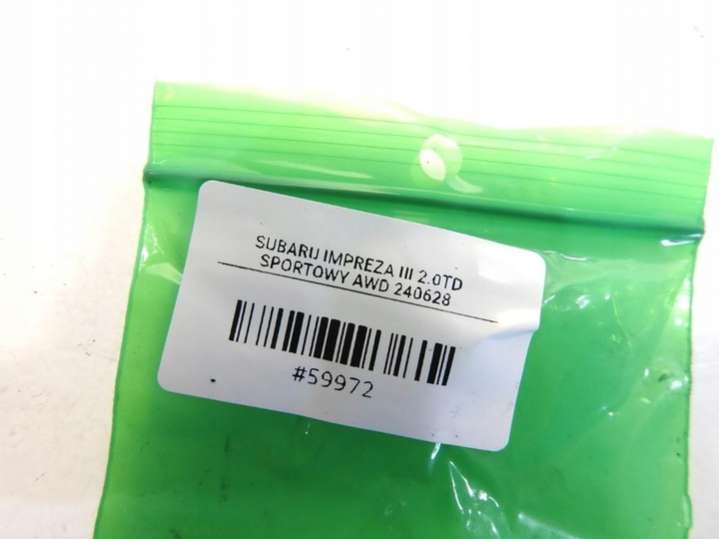 SUBARU IMPREZA III 2.0TD
SPORTOWY AWD 240628
#59972